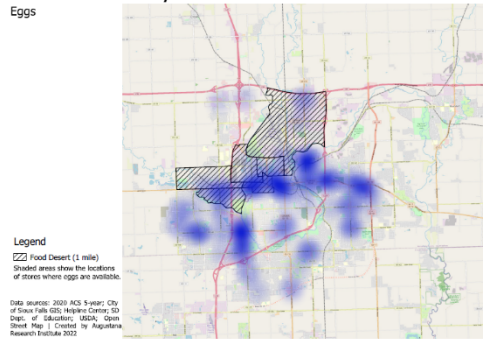 Eggs
Legend
Food Desert (1 mile)
Shaded areas show the locations
of stores where eggs are available.
Data sources: 2020 ACS 5-year; City
of Sioux Falls GIS; Helpline Center; SD
Dept. of Education; USDA; Open
Street Map | Created by Augustana
Research Institute 2022